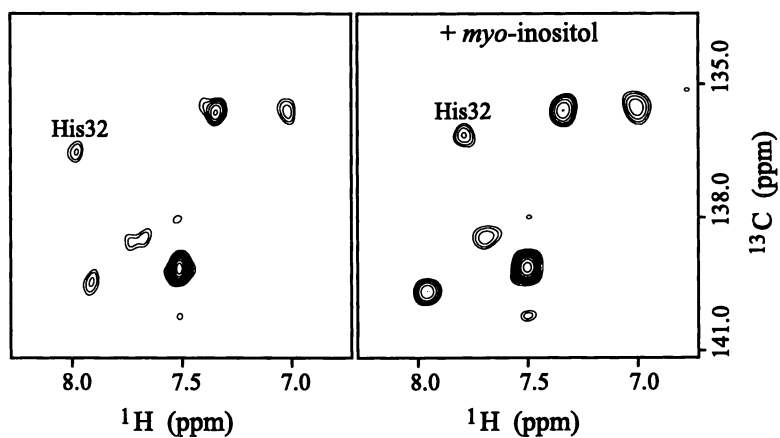 + myo-inositol
His32
His32
135.0
138.0
141.0
¹³C (ppm)
8.0 7.5 7.0
8.0 7.5 7.0
¹H (ppm)
¹H (ppm)